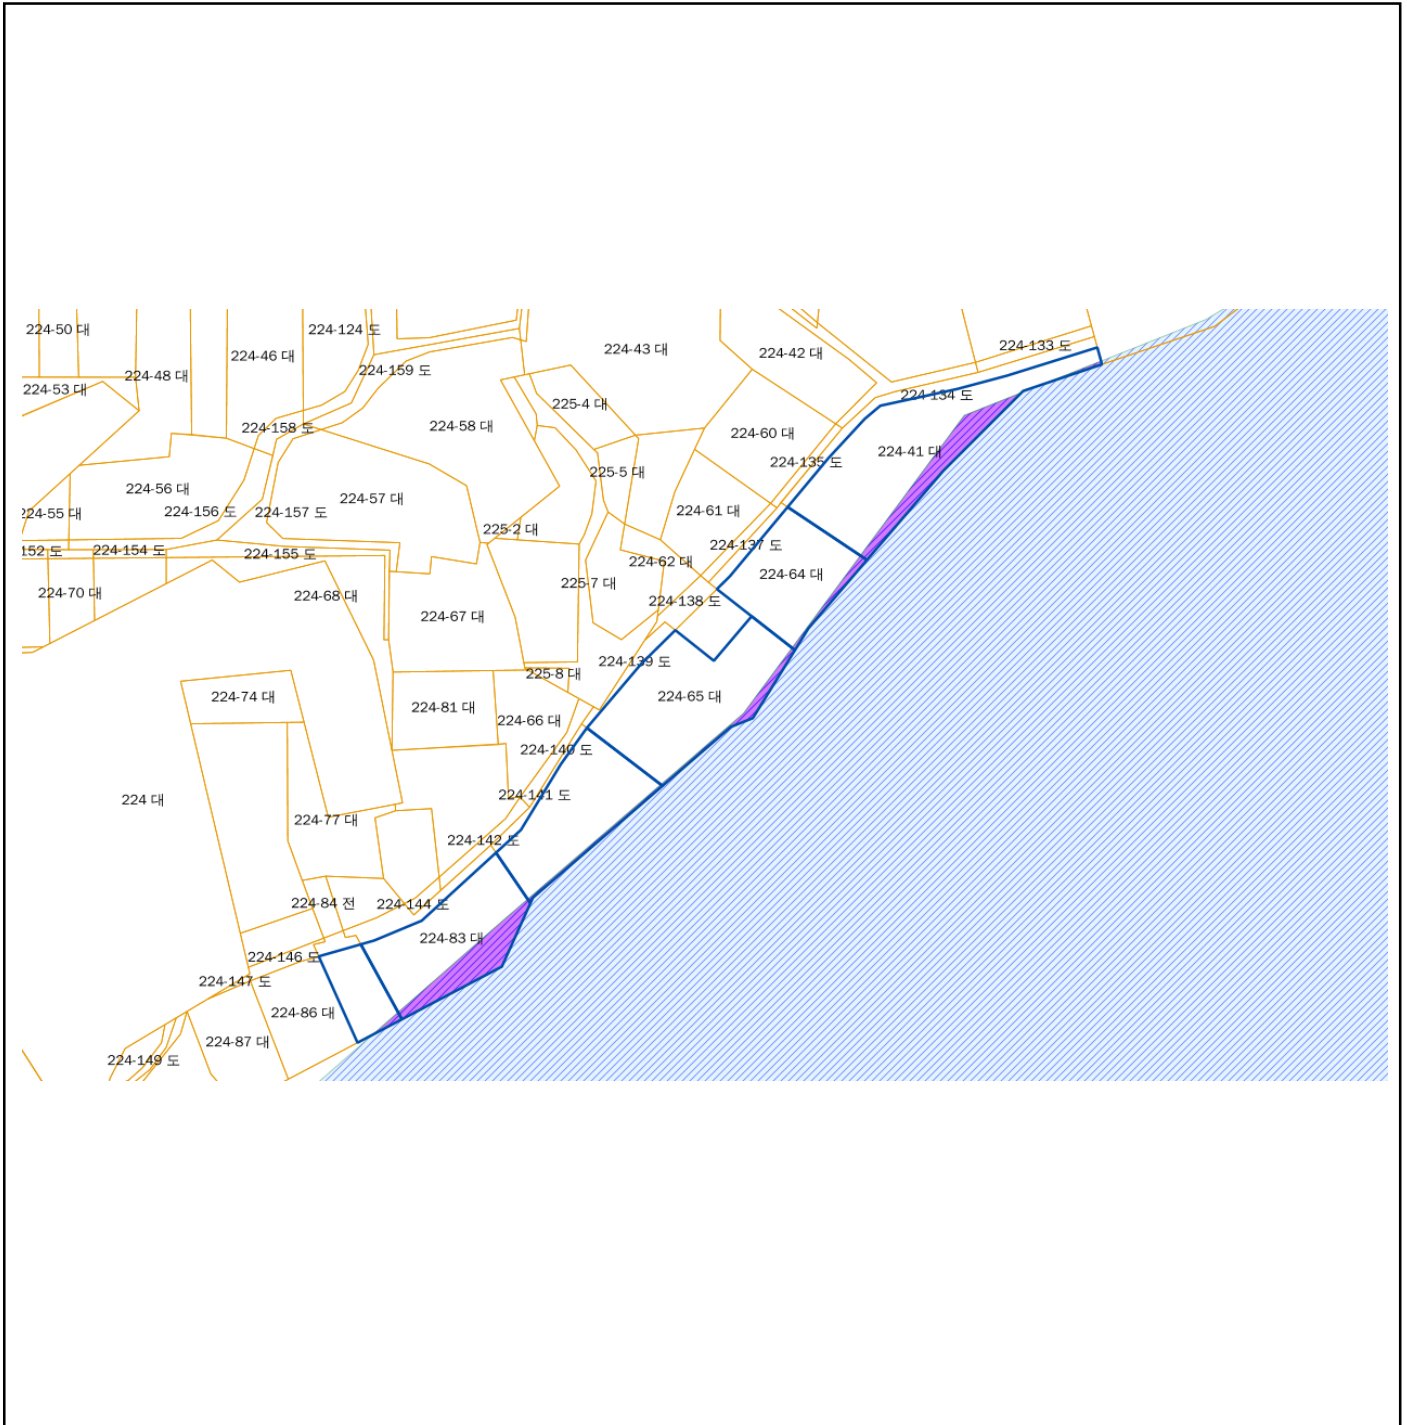 224-50 대
224-124 도
224-133 도
224-46 대
224-43 대
224-42 대
224-53 대
224-48 대
224-159 도
224-134 도
225-4 대
224-158 도
224-58 대
224-60 대
224-41 대
224-135 도
225-5 대
224-56 대
224-57 대
224-55 대
224-156 도
224-157 도
224-61 대
225-2 대
152 도
224-154 도
224-155 도
224-137 도
224-62 대
224-64 대
225-7 대
224-70 대
224-68 대
224-138 도
224-67 대
224-139 도
225-8 대
224-74 대
224-65 대
224-81 대
224-66 대
224-140 도
224 대
224-141 도
224-77 대
224-142 도
224-84 전
224-144 도
224-83 대
224-146 도
224-147 도
224-86 대
224-87 대
224-149 도